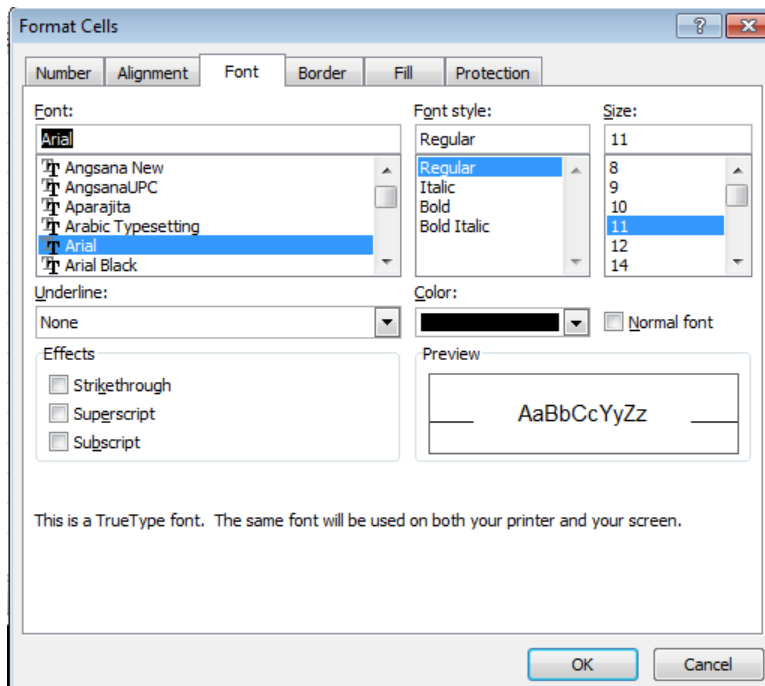 Format Cells
Number Alignment Font Border Fill Protection
Font: Font style: Size:
Arial Regular 11
Angsana New Regular 8
AngsanaUPC Italic 9
Aparajita Bold 10
Arabic Typesetting Bold Italic 11
Arial 12
Arial Black 14
Underline: Color:
None Normal font
Effects Preview
Strikethrough
Superscript AaBbCcYyZz
Subscript
This is a TrueType font. The same font will be used on both your printer and your screen.
OK Cancel